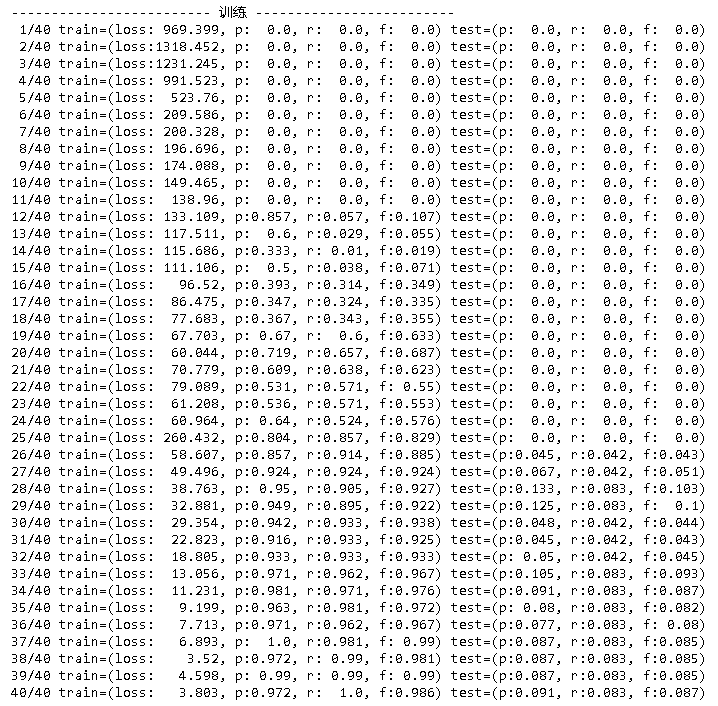 ------------------------- 训练 -------------------------
1/40 train=(loss: 969.399, p:  0.0, r:  0.0, f:  0.0) test=(p:  0.0, r:  0.0, f:  0.0)
2/40 train=(loss:1318.452, p:  0.0, r:  0.0, f:  0.0) test=(p:  0.0, r:  0.0, f:  0.0)
3/40 train=(loss:1231.245, p:  0.0, r:  0.0, f:  0.0) test=(p:  0.0, r:  0.0, f:  0.0)
4/40 train=(loss: 991.523, p:  0.0, r:  0.0, f:  0.0) test=(p:  0.0, r:  0.0, f:  0.0)
5/40 train=(loss:  523.76, p:  0.0, r:  0.0, f:  0.0) test=(p:  0.0, r:  0.0, f:  0.0)
6/40 train=(loss: 209.586, p:  0.0, r:  0.0, f:  0.0) test=(p:  0.0, r:  0.0, f:  0.0)
7/40 train=(loss: 200.328, p:  0.0, r:  0.0, f:  0.0) test=(p:  0.0, r:  0.0, f:  0.0)
8/40 train=(loss: 196.696, p:  0.0, r:  0.0, f:  0.0) test=(p:  0.0, r:  0.0, f:  0.0)
9/40 train=(loss: 174.088, p:  0.0, r:  0.0, f:  0.0) test=(p:  0.0, r:  0.0, f:  0.0)
10/40 train=(loss: 149.465, p:  0.0, r:  0.0, f:  0.0) test=(p:  0.0, r:  0.0, f:  0.0)
11/40 train=(loss:  138.96, p:  0.0, r:  0.0, f:  0.0) test=(p:  0.0, r:  0.0, f:  0.0)
12/40 train=(loss: 133.109, p:0.857, r:0.057, f:0.107) test=(p:  0.0, r:  0.0, f:  0.0)
13/40 train=(loss: 117.511, p:  0.6, r:0.029, f:0.055) test=(p:  0.0, r:  0.0, f:  0.0)
14/40 train=(loss: 115.686, p:0.333, r: 0.01, f:0.019) test=(p:  0.0, r:  0.0, f:  0.0)
15/40 train=(loss: 111.106, p:  0.5, r:0.038, f:0.071) test=(p:  0.0, r:  0.0, f:  0.0)
16/40 train=(loss:   96.52, p:0.393, r:0.314, f:0.349) test=(p:  0.0, r:  0.0, f:  0.0)
17/40 train=(loss:  86.475, p:0.347, r:0.324, f:0.335) test=(p:  0.0, r:  0.0, f:  0.0)
18/40 train=(loss:  77.683, p:0.367, r:0.343, f:0.355) test=(p:  0.0, r:  0.0, f:  0.0)
19/40 train=(loss:  67.703, p: 0.67, r:  0.6, f:0.633) test=(p:  0.0, r:  0.0, f:  0.0)
20/40 train=(loss:  60.044, p:0.719, r:0.657, f:0.687) test=(p:  0.0, r:  0.0, f:  0.0)
21/40 train=(loss:  70.779, p:0.609, r:0.638, f:0.623) test=(p:  0.0, r:  0.0, f:  0.0)
22/40 train=(loss:  79.089, p:0.531, r:0.571, f: 0.55) test=(p:  0.0, r:  0.0, f:  0.0)
23/40 train=(loss:  61.208, p:0.536, r:0.571, f:0.553) test=(p:  0.0, r:  0.0, f:  0.0)
24/40 train=(loss:  60.964, p: 0.64, r:0.524, f:0.576) test=(p:  0.0, r:  0.0, f:  0.0)
25/40 train=(loss: 260.432, p:0.804, r:0.857, f:0.829) test=(p:  0.0, r:  0.0, f:  0.0)
26/40 train=(loss:  58.607, p:0.857, r:0.914, f:0.885) test=(p:0.045, r:0.042, f:0.043)
27/40 train=(loss:  49.496, p:0.924, r:0.924, f:0.924) test=(p:0.067, r:0.042, f:0.051)
28/40 train=(loss:  38.763, p: 0.95, r:0.905, f:0.927) test=(p:0.133, r:0.083, f:0.103)
29/40 train=(loss:  32.881, p:0.949, r:0.895, f:0.922) test=(p:0.125, r:0.083, f:  0.1)
30/40 train=(loss:  29.354, p:0.942, r:0.933, f:0.938) test=(p:0.048, r:0.042, f:0.044)
31/40 train=(loss:  22.823, p:0.916, r:0.933, f:0.925) test=(p:0.045, r:0.042, f:0.043)
32/40 train=(loss:  18.805, p:0.933, r:0.933, f:0.933) test=(p: 0.05, r:0.042, f:0.045)
33/40 train=(loss:  13.056, p:0.971, r:0.962, f:0.967) test=(p:0.105, r:0.083, f:0.093)
34/40 train=(loss:  11.231, p:0.981, r:0.971, f:0.976) test=(p:0.091, r:0.083, f:0.087)
35/40 train=(loss:   9.199, p:0.963, r:0.981, f:0.972) test=(p: 0.08, r:0.083, f:0.082)
36/40 train=(loss:   7.713, p:0.971, r:0.962, f:0.967) test=(p:0.077, r:0.083, f: 0.08)
37/40 train=(loss:   6.893, p:  1.0, r:0.981, f: 0.99) test=(p:0.087, r:0.083, f:0.085)
38/40 train=(loss:    3.52, p:0.972, r: 0.99, f:0.981) test=(p:0.087, r:0.083, f:0.085)
39/40 train=(loss:   4.598, p: 0.99, r: 0.99, f: 0.99) test=(p:0.087, r:0.083, f:0.085)
40/40 train=(loss:   3.803, p:0.972, r:  1.0, f:0.986) test=(p:0.091, r:0.083, f:0.087)